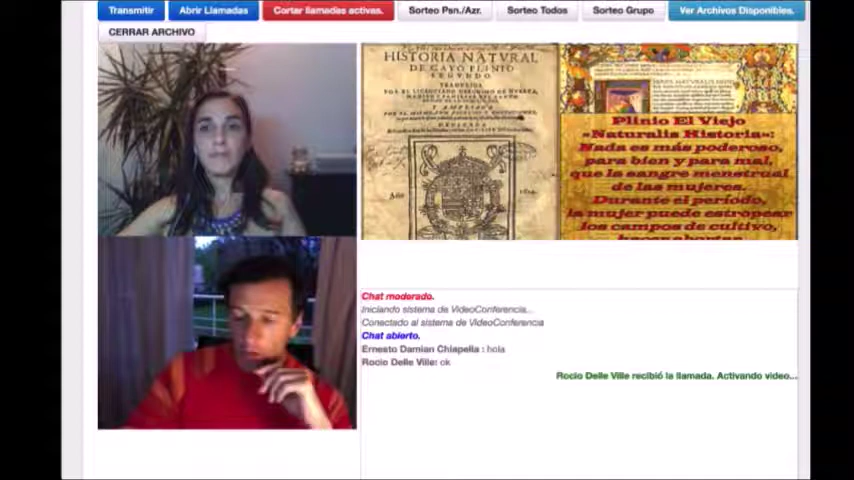 Transmitir
Abrir Llamadas
Cortar llamadas activas.
Sorteo Psn./Azr.
Sorteo Todos
Sorteo Grupo
Ver Archivos Disponibles.
CERRAR ARCHIVO
HISTORIA NATVRAL
DE CAYO PLINIO
SEGVNDO
TRADVCIDA
Plinio El Viejo
«Naturalis Historia»:
Nada es más poderoso,
para bien y para mal,
que la sangre menstrual
de las mujeres.
Durante el período,
la mujer puede estropear
los campos de cultivo,
Chat moderado.
Iniciando sistema de VideoConferencia...
Conectado al sistema de VideoConferencia
Chat abierto.
Ernesto Damian Chiapella : hola
Rocio Delle Ville: ok
Rocio Delle Ville recibió la llamada. Activando video...